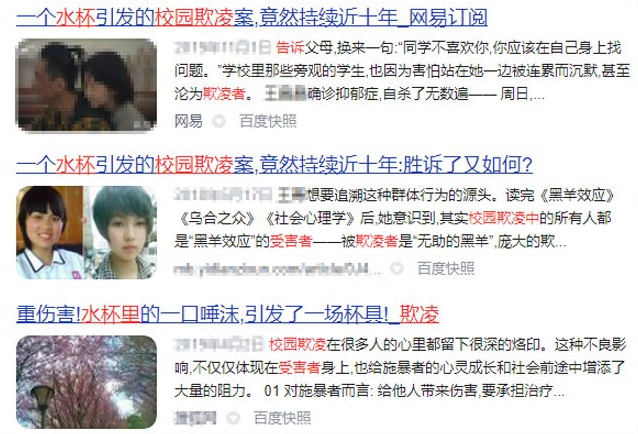 一个水杯引发的校园欺凌案,竟然持续近十年_网易订阅
告诉父母,换来一句:“同学不喜欢你,你应该在自己身上找
问题。”学校里那些旁观的学生,也因为害怕站在她一边被连累而沉默,甚至
沦为欺凌者。 确诊抑郁症,自杀了无数遍—— 周日,...
网易 百度快照
一个水杯引发的校园欺凌案,竟然持续近十年:胜诉了又如何?
想要追溯这种群体行为的源头。读完《黑羊效应》
《乌合之众》《社会心理学》后,她意识到,其实校园欺凌中的所有人都
是“黑羊效应”的受害者——被欺凌者是“无助的黑羊”,庞大的欺...
百度快照
重伤害!水杯里的一口唾沫,引发了一场杯具!_欺凌
校园欺凌在很多人的心里都留下很深的烙印。这种不良影
响,不仅仅体现在受害者身上,也给施暴者的心灵成长和社会前途中增添了
大量的阻力。 01 对施暴者而言: 给他人带来伤害,要承担治疗...
百度快照